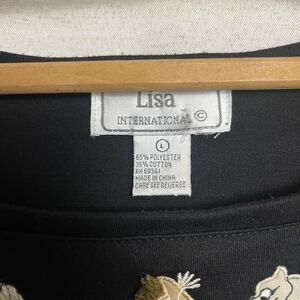 Lisa
INTERNATIONAL ©
L
65% POLYESTER
35% COTTON
RN 69341
MADE IN CHINA
CARE SEE REVERSE